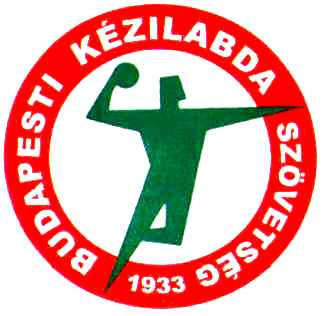 BUDAPESTI KÉZILABDA SZÖVETSÉG
1933